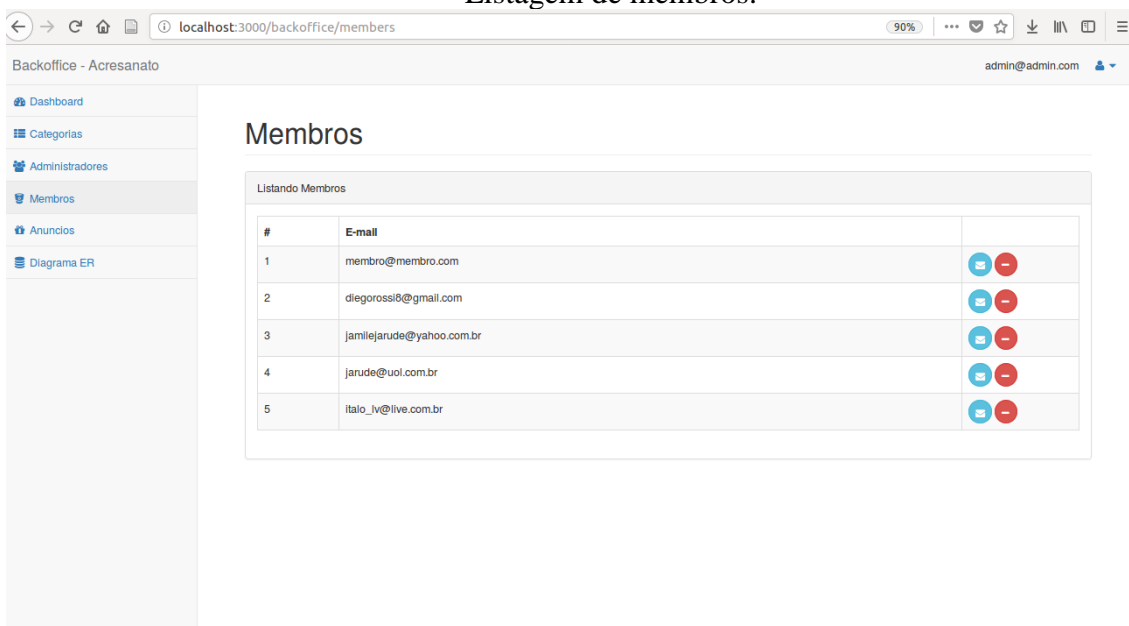 Listagem de membros.
localhost:3000/backoffice/members
90%
Backoffice - Acresanato
admin@admin.com
Dashboard
Categorias
Administradores
Membros
Anuncios
Diagrama ER
Membros
Listando Membros
# E-mail
1 membro@membro.com
2 diegorossi8@gmail.com
3 jamilejarude@yahoo.com.br
4 jarude@uol.com.br
5 italo_lv@live.com.br